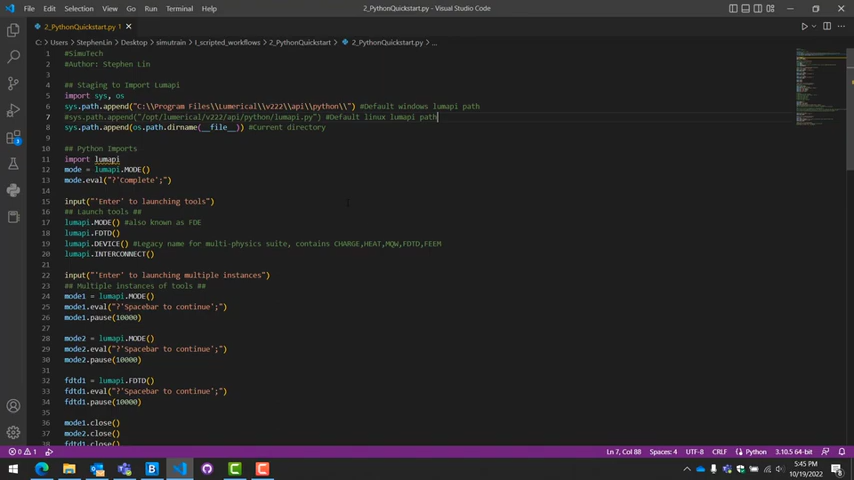 File Edit Selection View Go Run Terminal Help
2_PythonQuickstart.py - Visual Studio Code
2_PythonQuickstart.py 1
C: > Users > StephenLin > Desktop > simutrain > I_scripted_workflows > 2_PythonQuickstart > 2_PythonQuickstart.py > ...
1 #SimuTech
2 #Author: Stephen Lin
3
4 ## Staging to Import Lumapi
5 import sys, os
6 sys.path.append("C:\\Program Files\\Lumerical\\v222\\api\\python\\") #Default windows lumapi path
7 #sys.path.append("/opt/lumerical/v222/api/python/lumapi.py") #Default linux lumapi path
8 sys.path.append(os.path.dirname(__file__)) #Current directory
9
10 ## Python Imports
11 import lumapi
12 mode = lumapi.MODE()
13 mode.eval("?'Complete';")
14
15 input("'Enter' to launching tools")
16 ## Launch tools ##
17 lumapi.MODE() #also known as FDE
18 lumapi.FDTD()
19 lumapi.DEVICE() #Legacy name for multi-physics suite, contains CHARGE,HEAT,MQW,FDTD,FEEM
20 lumapi.INTERCONNECT()
21
22 input("'Enter' to launching multiple instances")
23 ## Multiple instances of tools ##
24 mode1 = lumapi.MODE()
25 mode1.eval("?'Spacebar to continue';")
26 mode1.pause(10000)
27
28 mode2 = lumapi.MODE()
29 mode2.eval("?'Spacebar to continue';")
30 mode2.pause(10000)
31
32 fdtd1 = lumapi.FDTD()
33 fdtd1.eval("?'Spacebar to continue';")
34 fdtd1.pause(10000)
35
36 mode1.close()
37 mode2.close()
38 fdtd1.close()
0 1
Ln 7, Col 88 Spaces: 4 UTF-8 CRLF Python 3.10.5 64-bit
5:45 PM
10/19/2022